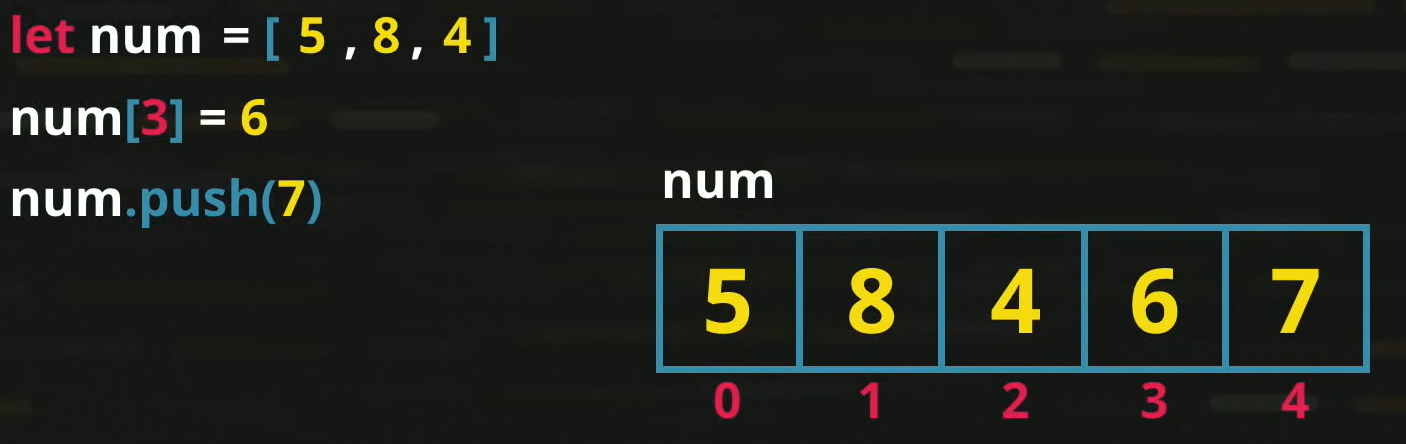 let num = [ 5 , 8 , 4 ]
num[3] = 6
num.push(7)
num
5 8 4 6 7
0 1 2 3 4